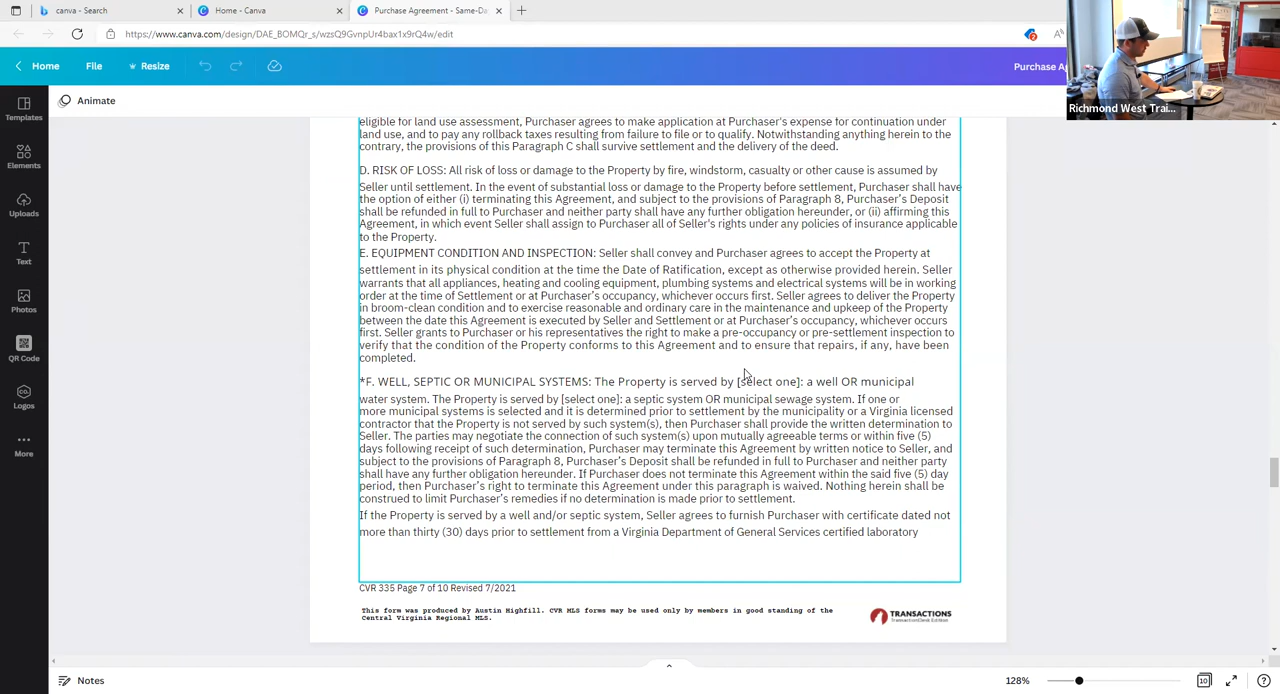 canva - Search
Home - Canva
Purchase Agreement - Same-Da
https://www.canva.com/design/DAE_BOMQr_s/wzsQ9GvnpUr4bax1x9rQ4w/edit
Home
File
Resize
Purchase Ag
Richmond West Trai...
Animate
Templates
Elements
Uploads
Text
Photos
QR Code
Logos
More
eligible for land use assessment, Purchaser agrees to make application at Purchaser's expense for continuation under
land use, and to pay any rollback taxes resulting from failure to file or to qualify. Notwithstanding anything herein to the
contrary, the provisions of this Paragraph C shall survive settlement and the delivery of the deed.
D. RISK OF LOSS: All risk of loss or damage to the Property by fire, windstorm, casualty or other cause is assumed by
Seller until settlement. In the event of substantial loss or damage to the Property before settlement, Purchaser shall have
the option of either (i) terminating this Agreement, and subject to the provisions of Paragraph 8, Purchaser's Deposit
shall be refunded in full to Purchaser and neither party shall have any further obligation hereunder, or (ii) affirming this
Agreement, in which event Seller shall assign to Purchaser all of Seller's rights under any policies of insurance applicable
to the Property.
E. EQUIPMENT CONDITION AND INSPECTION: Seller shall convey and Purchaser agrees to accept the Property at
settlement in its physical condition at the time the Date of Ratification, except as otherwise provided herein. Seller
warrants that all appliances, heating and cooling equipment, plumbing systems and electrical systems will be in working
order at the time of Settlement or at Purchaser's occupancy, whichever occurs first. Seller agrees to deliver the Property
in broom-clean condition and to exercise reasonable and ordinary care in the maintenance and upkeep of the Property
between the date this Agreement is executed by Seller and Settlement or at Purchaser's occupancy, whichever occurs
first. Seller grants to Purchaser or his representatives the right to make a pre-occupancy or pre-settlement inspection to
verify that the condition of the Property conforms to this Agreement and to ensure that repairs, if any, have been
completed.
*F. WELL, SEPTIC OR MUNICIPAL SYSTEMS: The Property is served by [select one]: a well OR municipal
water system. The Property is served by [select one]: a septic system OR municipal sewage system. If one or
more municipal systems is selected and it is determined prior to settlement by the municipality or a Virginia licensed
contractor that the Property is not served by such system(s), then Purchaser shall provide the written determination to
Seller. The parties may negotiate the connection of such system(s) upon mutually agreeable terms or within five (5)
days following receipt of such determination, Purchaser may terminate this Agreement by written notice to Seller, and
subject to the provisions of Paragraph 8, Purchaser's Deposit shall be refunded in full to Purchaser and neither party
shall have any further obligation hereunder. If Purchaser does not terminate this Agreement within the said five (5) day
period, then Purchaser's right to terminate this Agreement under this paragraph is waived. Nothing herein shall be
construed to limit Purchaser's remedies if no determination is made prior to settlement.
If the Property is served by a well and/or septic system, Seller agrees to furnish Purchaser with certificate dated not
more than thirty (30) days prior to settlement from a Virginia Department of General Services certified laboratory
CVR 335 Page 7 of 10 Revised 7/2021
This form was produced by Austin Highfill. CVR MLS forms may be used only by members in good standing of the
Central Virginia Regional MLS.
TRANSACTIONS
TransactionDesk Edition
Notes
128%
10